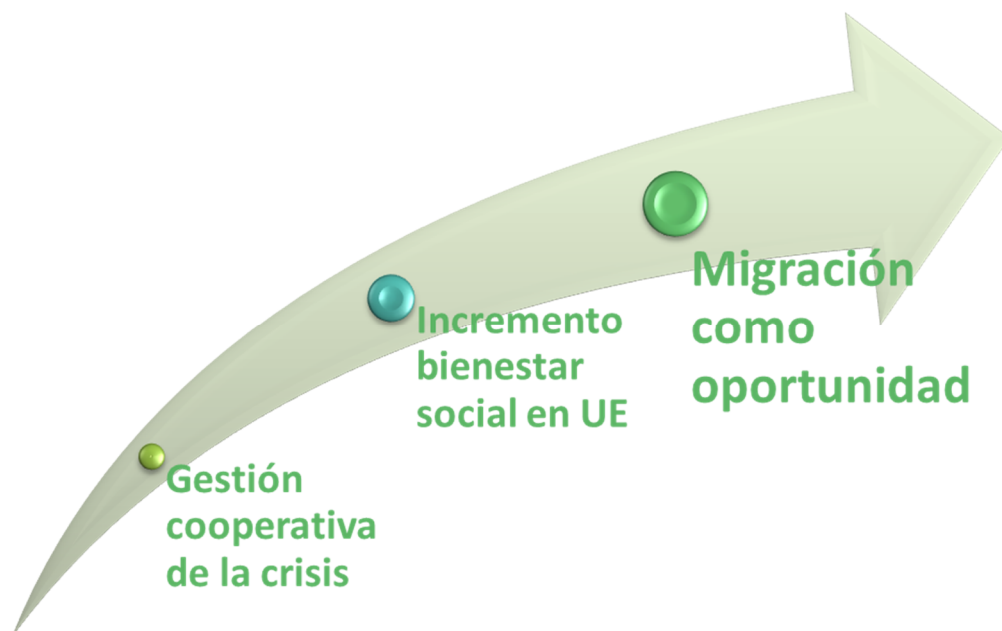 Gestión
cooperativa
de la crisis
Incremento
bienestar
social en UE
Migración
como
oportunidad